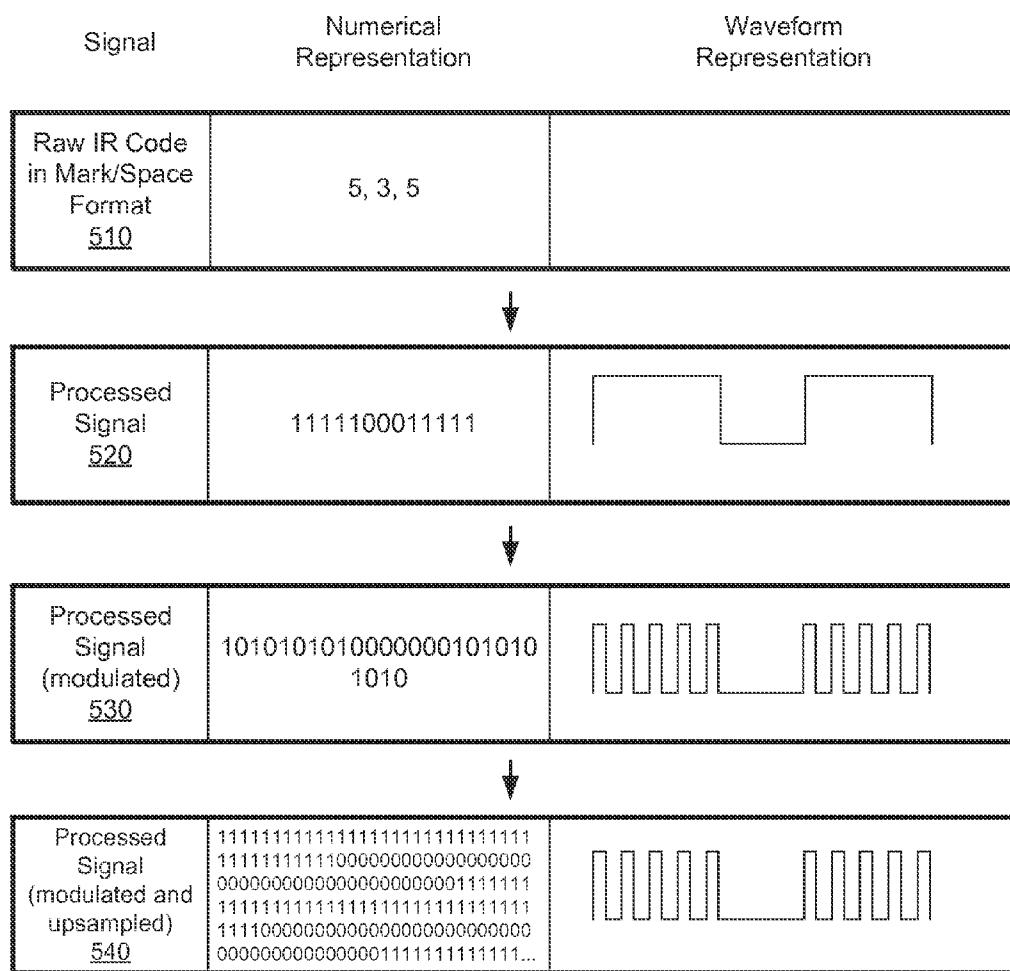 Signal
Numerical
Representation
Waveform
Representation
Raw IR Code
in Mark/Space
Format
510
5, 3, 5
Processed
Signal
520
1111100011111
Processed
Signal
(modulated)
530
1010101010000000101010
1010
Processed
Signal
(modulated and
upsampled)
540